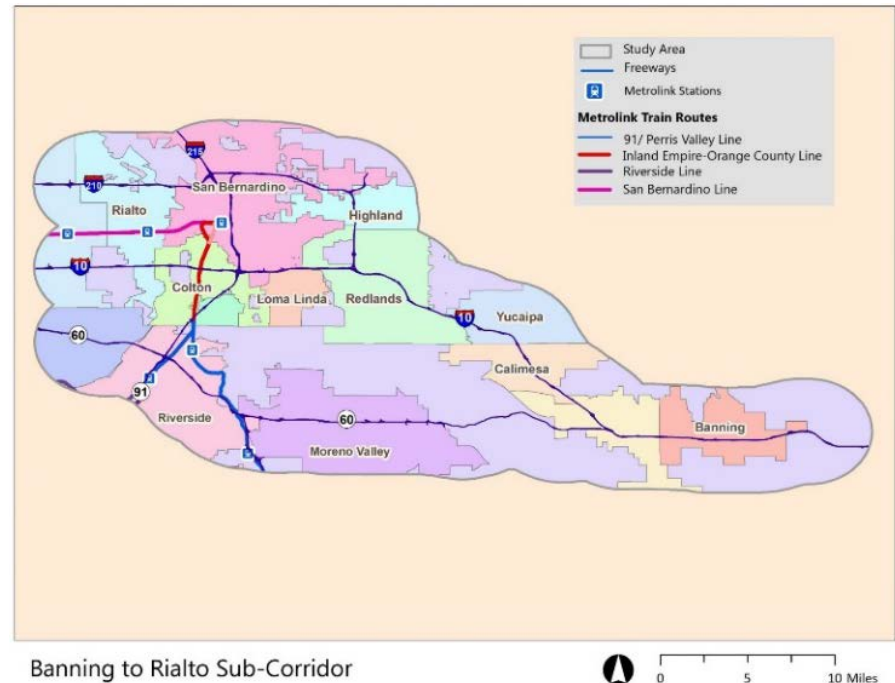 Study Area
Freeways
Metrolink Stations
Metrolink Train Routes
91/ Perris Valley Line
Inland Empire-Orange County Line
Riverside Line
San Bernardino Line
215
210
San Bernardino
Rialto
Highland
10
Colton
Loma Linda
Redlands
10
Yucaipa
60
Calimesa
91
Riverside
60
Banning
Moreno Valley
Banning to Rialto Sub-Corridor
0 5 10 Miles